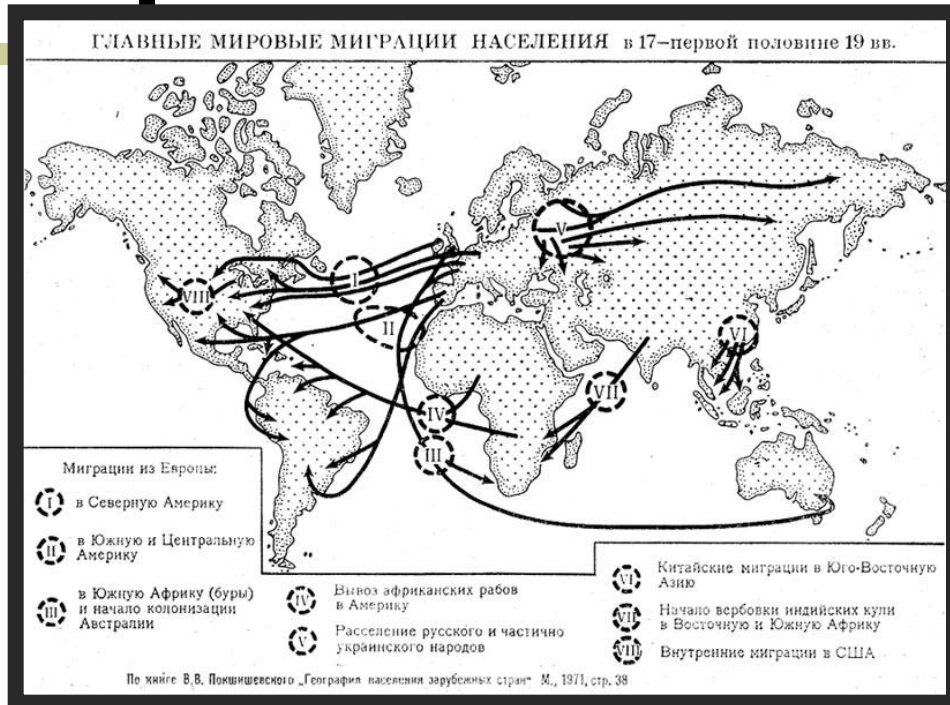 ГЛАВНЫЕ МИРОВЫЕ МИГРАЦИИ НАСЕЛЕНИЯ в 17—первой половине 19 вв.
V
I
VIII
II
VI
VII
IV
III
Миграции из Европы:
I в Северную Америку
II в Южную и Центральную
Америку
III в Южную Африку (буры)
и начало колонизации
Австралии
IV Вывоз африканских рабов
в Америку
V Расселение русского и частично
украинского народов
VI Китайские миграции в Юго-Восточную
Азию
VII Начало вербовки индийских кули
в Восточную и Южную Африку
VIII Внутренние миграции в США
По книге В.В. Покшишевского „География населения зарубежных стран" М., 1971, стр. 38